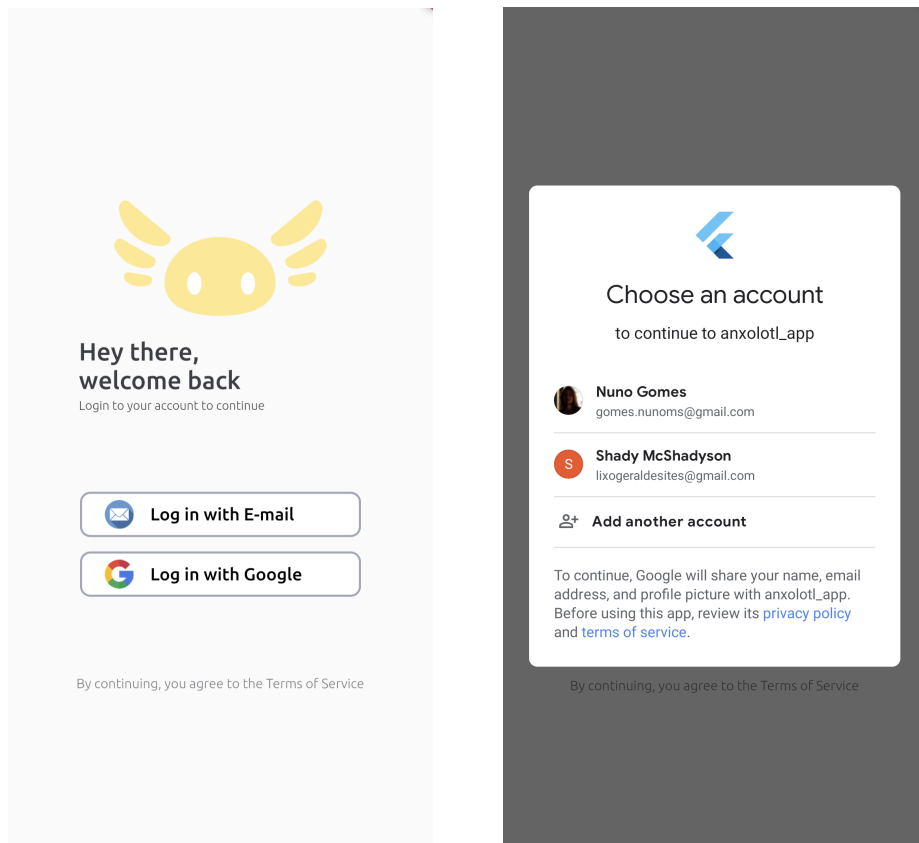 Hey there,
welcome back
Login to your account to continue
Log in with E-mail
Log in with Google
By continuing, you agree to the Terms of Service
Choose an account
to continue to anxolotl_app
Nuno Gomes
gomes.nunoms@gmail.com
Shady McShadyson
S
lixogeraldesites@gmail.com
Add another account
To continue, Google will share your name, email
address, and profile picture with anxolotl_app.
Before using this app, review its privacy policy
and terms of service.
By continuing, you agree to the Terms of Service